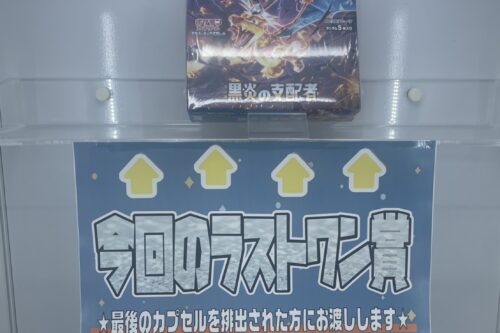 黒炎の支配者
今回のラストワン賞
★最後のカプセルを排出された方にお渡しします★